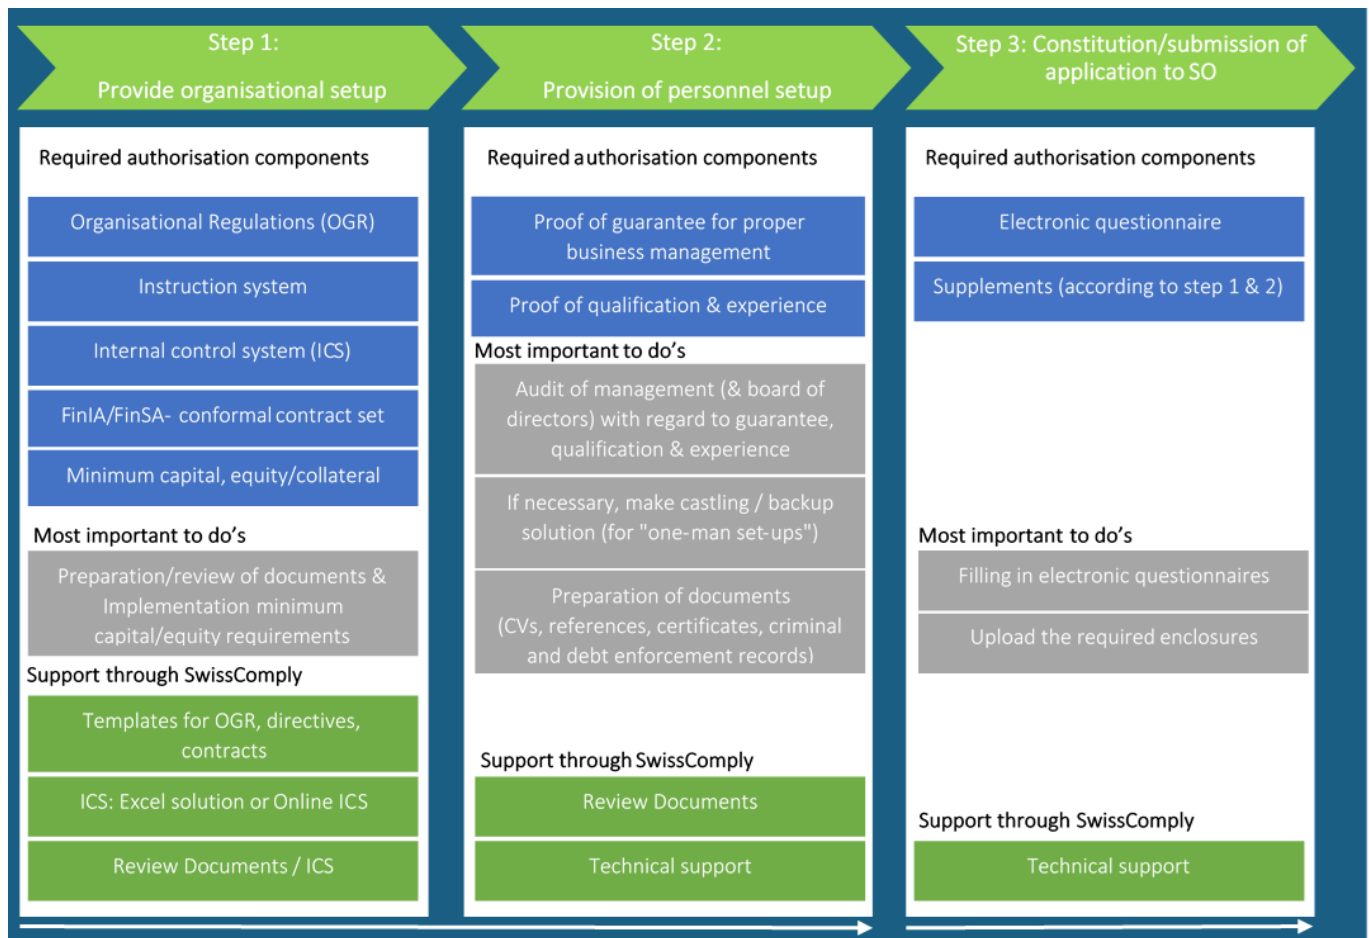 Step 1:
Provide organisational setup
Step 2:
Provision of personnel setup
Step 3: Constitution/submission of
application to SO
Required authorisation components
Organisational Regulations (OGR)
Instruction system
Internal control system (ICS)
FinIA/FinSA- conformal contract set
Minimum capital, equity/collateral
Most important to do's
Preparation/review of documents &
Implementation minimum
capital/equity requirements
Support through SwissComply
Templates for OGR, directives,
contracts
ICS: Excel solution or Online ICS
Review Documents / ICS
Required authorisation components
Proof of guarantee for proper
business management
Proof of qualification & experience
Most important to do's
Audit of management (& board of
directors) with regard to guarantee,
qualification & experience
If necessary, make castling / backup
solution (for "one-man set-ups")
Preparation of documents
(CVs, references, certificates, criminal
and debt enforcement records)
Support through SwissComply
Review Documents
Technical support
Required authorisation components
Electronic questionnaire
Supplements (according to step 1 & 2)
Most important to do's
Filling in electronic questionnaires
Upload the required enclosures
Support through SwissComply
Technical support